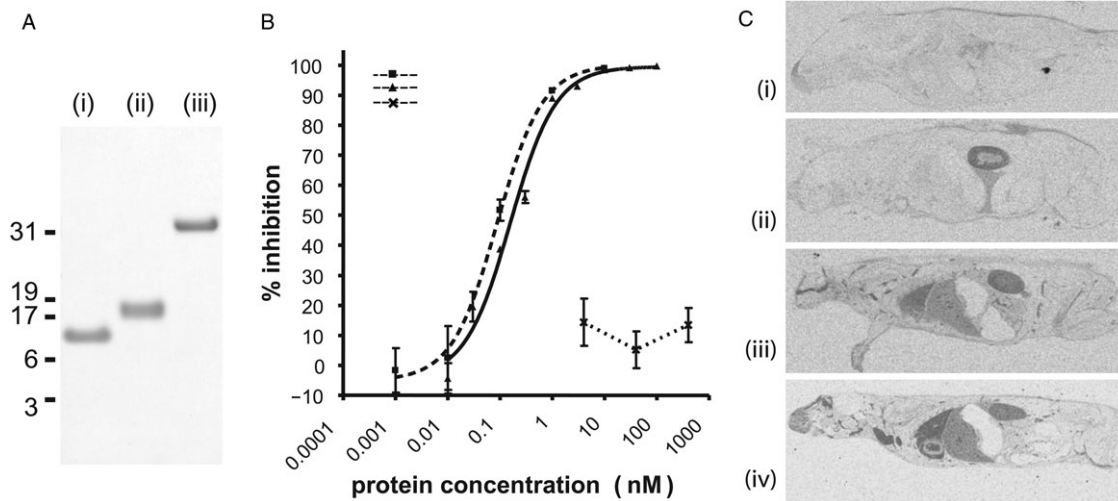 A
(i) (ii) (iii)
31
19
17
6
3
B
% inhibition
100
90
80
70
60
50
40
30
20
10
0
−10
0.0001
0.001
0.01
0.1
1
10
100
1000
protein concentration ( nM)
C
(i)
(ii)
(iii)
(iv)